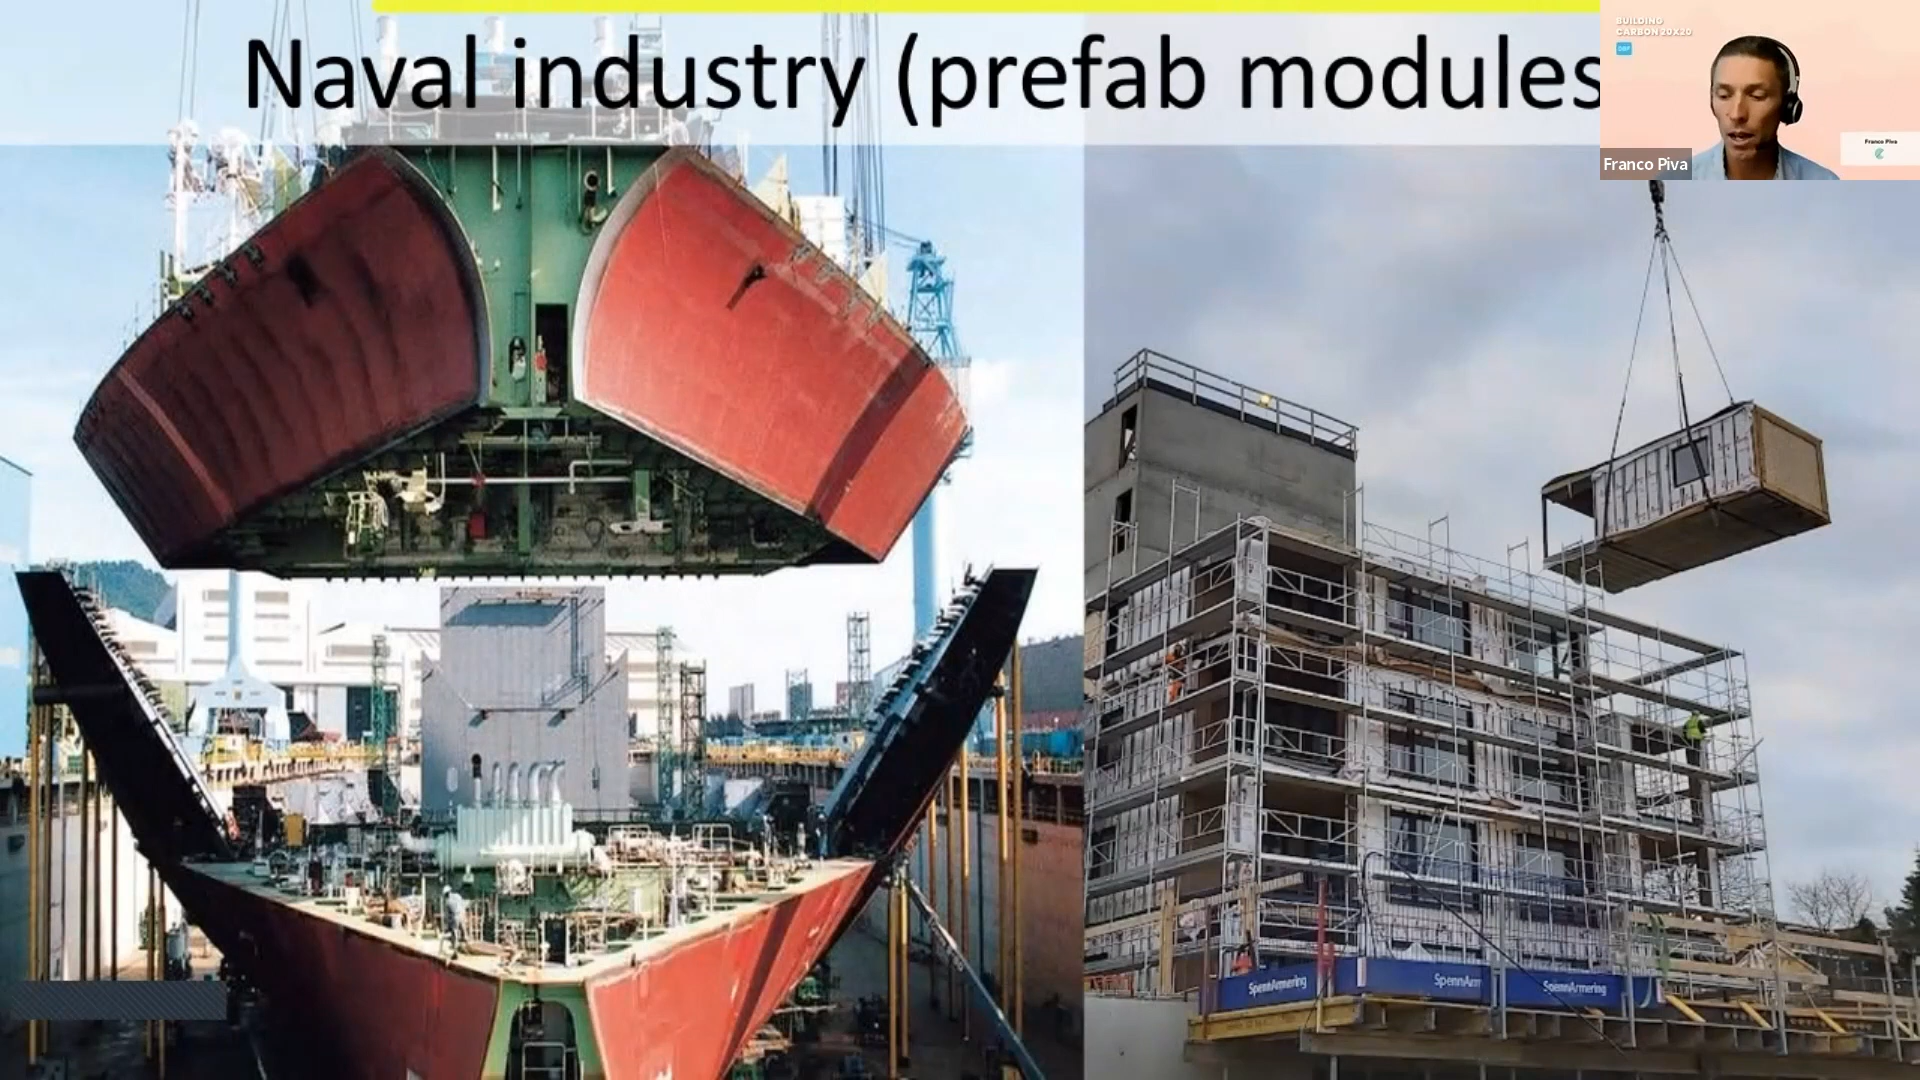 Naval industry (prefab modules
BUILDING
CARBON 20X20
Franco Piva
Franco Piva
SpennArmering
SpennArm
SpennArmering